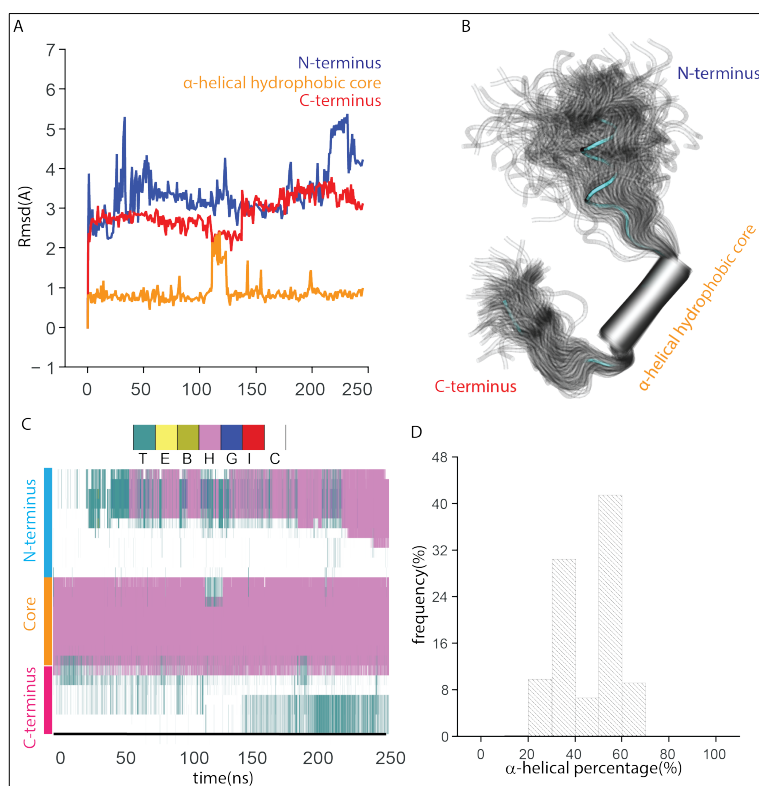 A
7
6
5
4
3
2
1
0
– 1
Rmsd(A)
N-terminus
α-helical hydrophobic core
C-terminus
0 50 100 150 200 250
B
N-terminus
α-helical hydrophobic core
C-terminus
C
T E B H G I C
N-terminus
Core
C-terminus
0 50 100 150 200 250
time(ns)
D
48
40
32
24
16
8
0
frequency(%)
0 20 40 60 80 100
α-helical percentage(%)